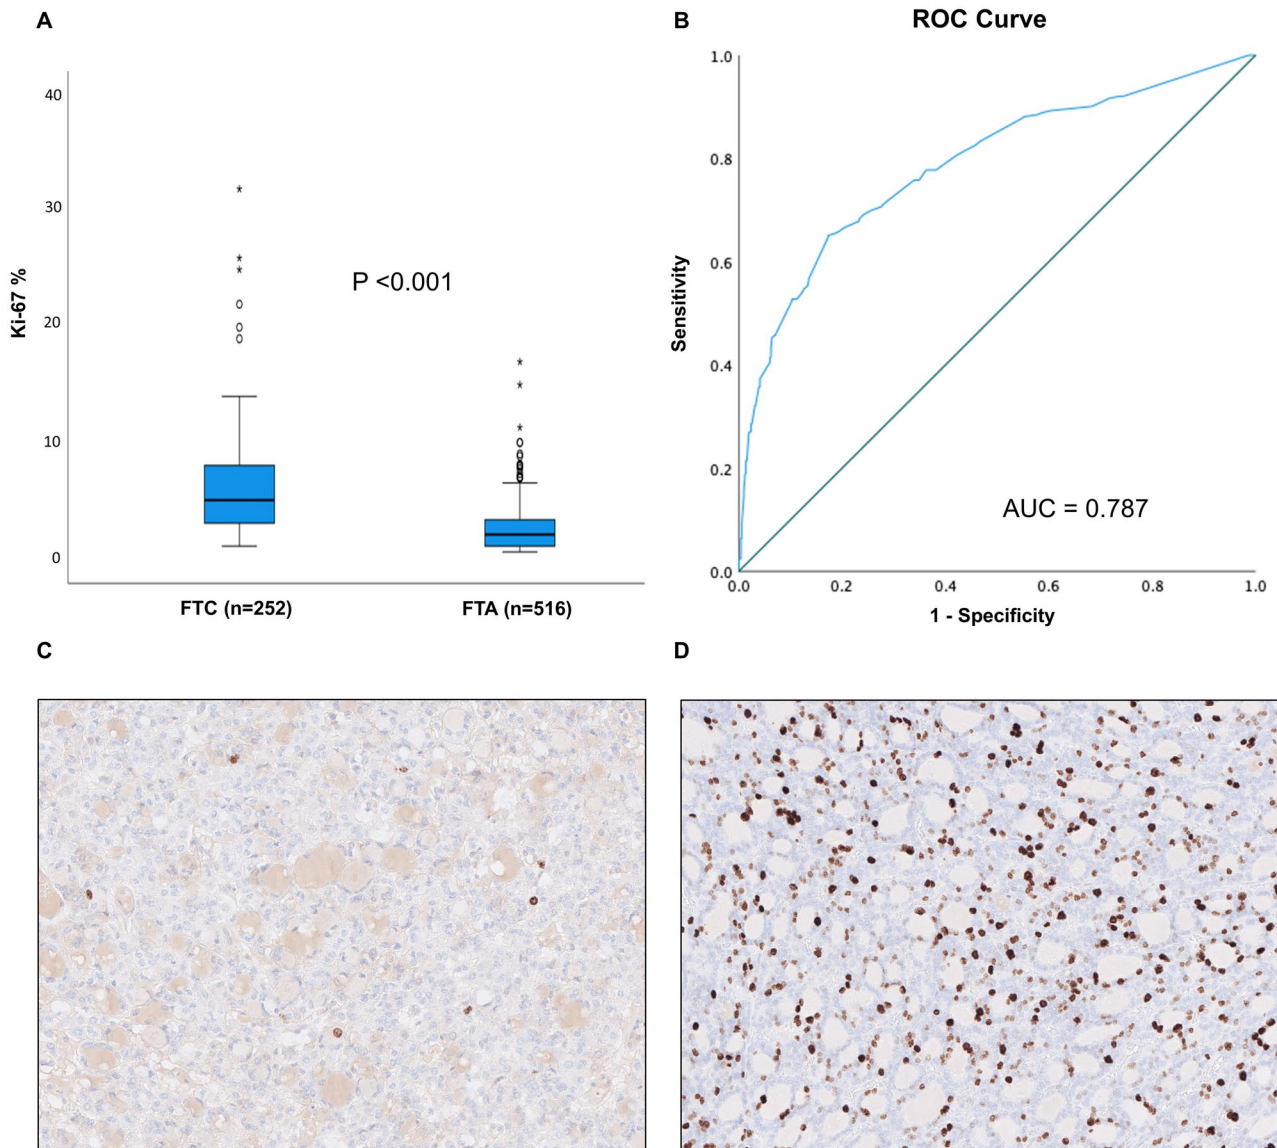 A
40
30
20
10
0
Ki-67 %
P <0.001
FTC (n=252)
FTA (n=516)
B
ROC Curve
1.0
0.8
0.6
0.4
0.2
0.0
Sensitivity
AUC = 0.787
0.0 0.2 0.4 0.6 0.8 1.0
1 - Specificity
C
D